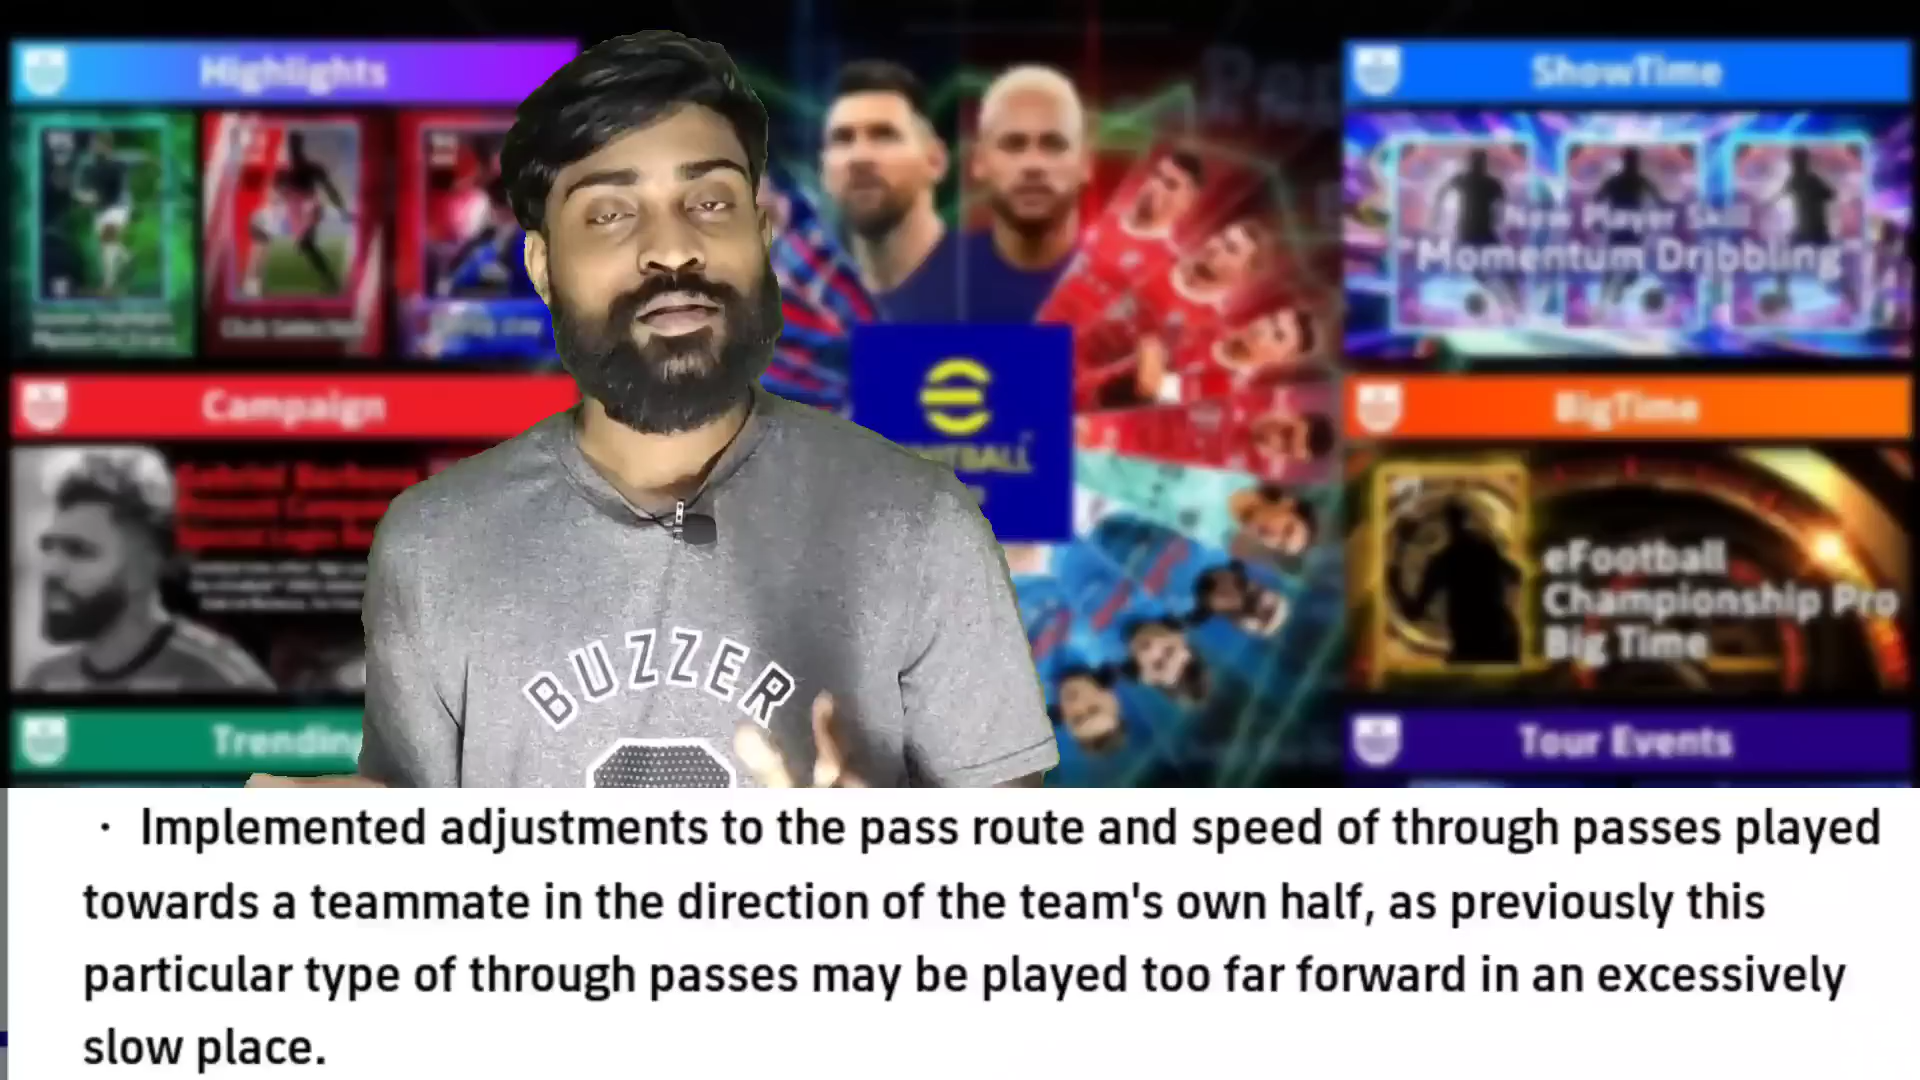 Highlights
ShowTime
New Player Skill
"Momentum Dribbling"
Club Selection
Campaign
BigTime
eFootball
Championship Pro
Big Time
BUZZER
Trending
Tour Events
· Implemented adjustments to the pass route and speed of through passes played
towards a teammate in the direction of the team's own half, as previously this
particular type of through passes may be played too far forward in an excessively
slow place.